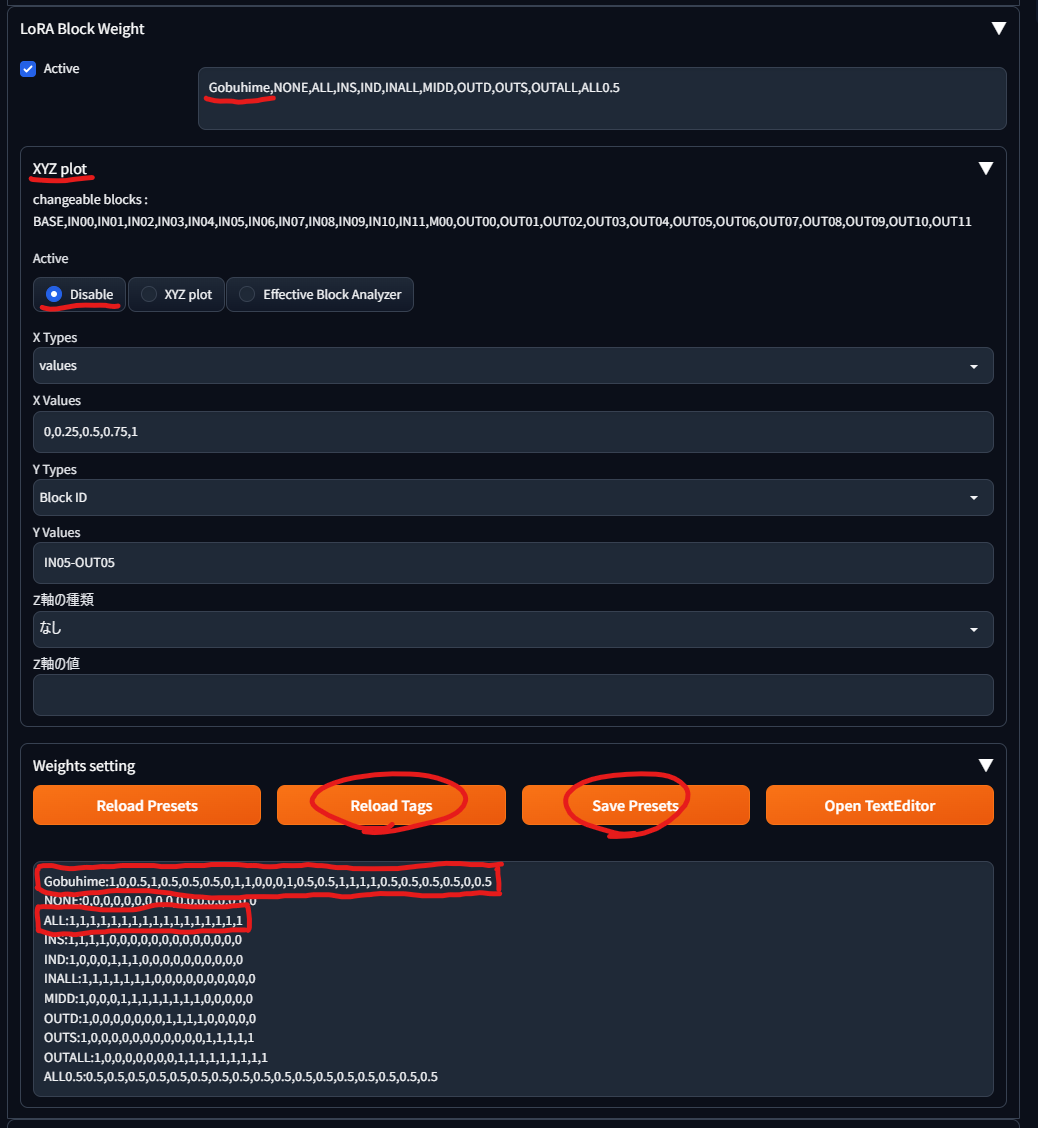 LoRA Block Weight
Active
Gobuhime,NONE,ALL,INS,IND,INALL,MIDD,OUTD,OUTS,OUTALL,ALL0.5
XYZ plot
changeable blocks :
BASE,IN00,IN01,IN02,IN03,IN04,IN05,IN06,IN07,IN08,IN09,IN10,IN11,M00,OUT00,OUT01,OUT02,OUT03,OUT04,OUT05,OUT06,OUT07,OUT08,OUT09,OUT10,OUT11
Active
Disable XYZ plot Effective Block Analyzer
X Types
values
X Values
0,0.25,0.5,0.75,1
Y Types
Block ID
Y Values
IN05-OUT05
Z軸の種類
なし
Z軸の値
Weights setting
Reload Presets Reload Tags Save Presets Open TextEditor
Gobuhime:1,0,0.5,1,0.5,0.5,0.5,0,1,1,0,0,0,1,0.5,0.5,1,1,1,1,0.5,0.5,0.5,0.5,0,0.5
NONE:0,0,0,0,0,0,0,0,0,0,0,0,0,0,0,0,0
ALL:1,1,1,1,1,1,1,1,1,1,1,1,1,1,1,1,1
INS:1,1,1,1,0,0,0,0,0,0,0,0,0,0,0,0,0
IND:1,0,0,0,1,1,1,0,0,0,0,0,0,0,0,0,0
INALL:1,1,1,1,1,1,1,0,0,0,0,0,0,0,0,0,0
MIDD:1,0,0,0,1,1,1,1,1,1,1,1,0,0,0,0,0
OUTD:1,0,0,0,0,0,0,0,1,1,1,1,0,0,0,0,0
OUTS:1,0,0,0,0,0,0,0,0,0,0,0,1,1,1,1,1
OUTALL:1,0,0,0,0,0,0,0,1,1,1,1,1,1,1,1,1
ALL0.5:0.5,0.5,0.5,0.5,0.5,0.5,0.5,0.5,0.5,0.5,0.5,0.5,0.5,0.5,0.5,0.5,0.5